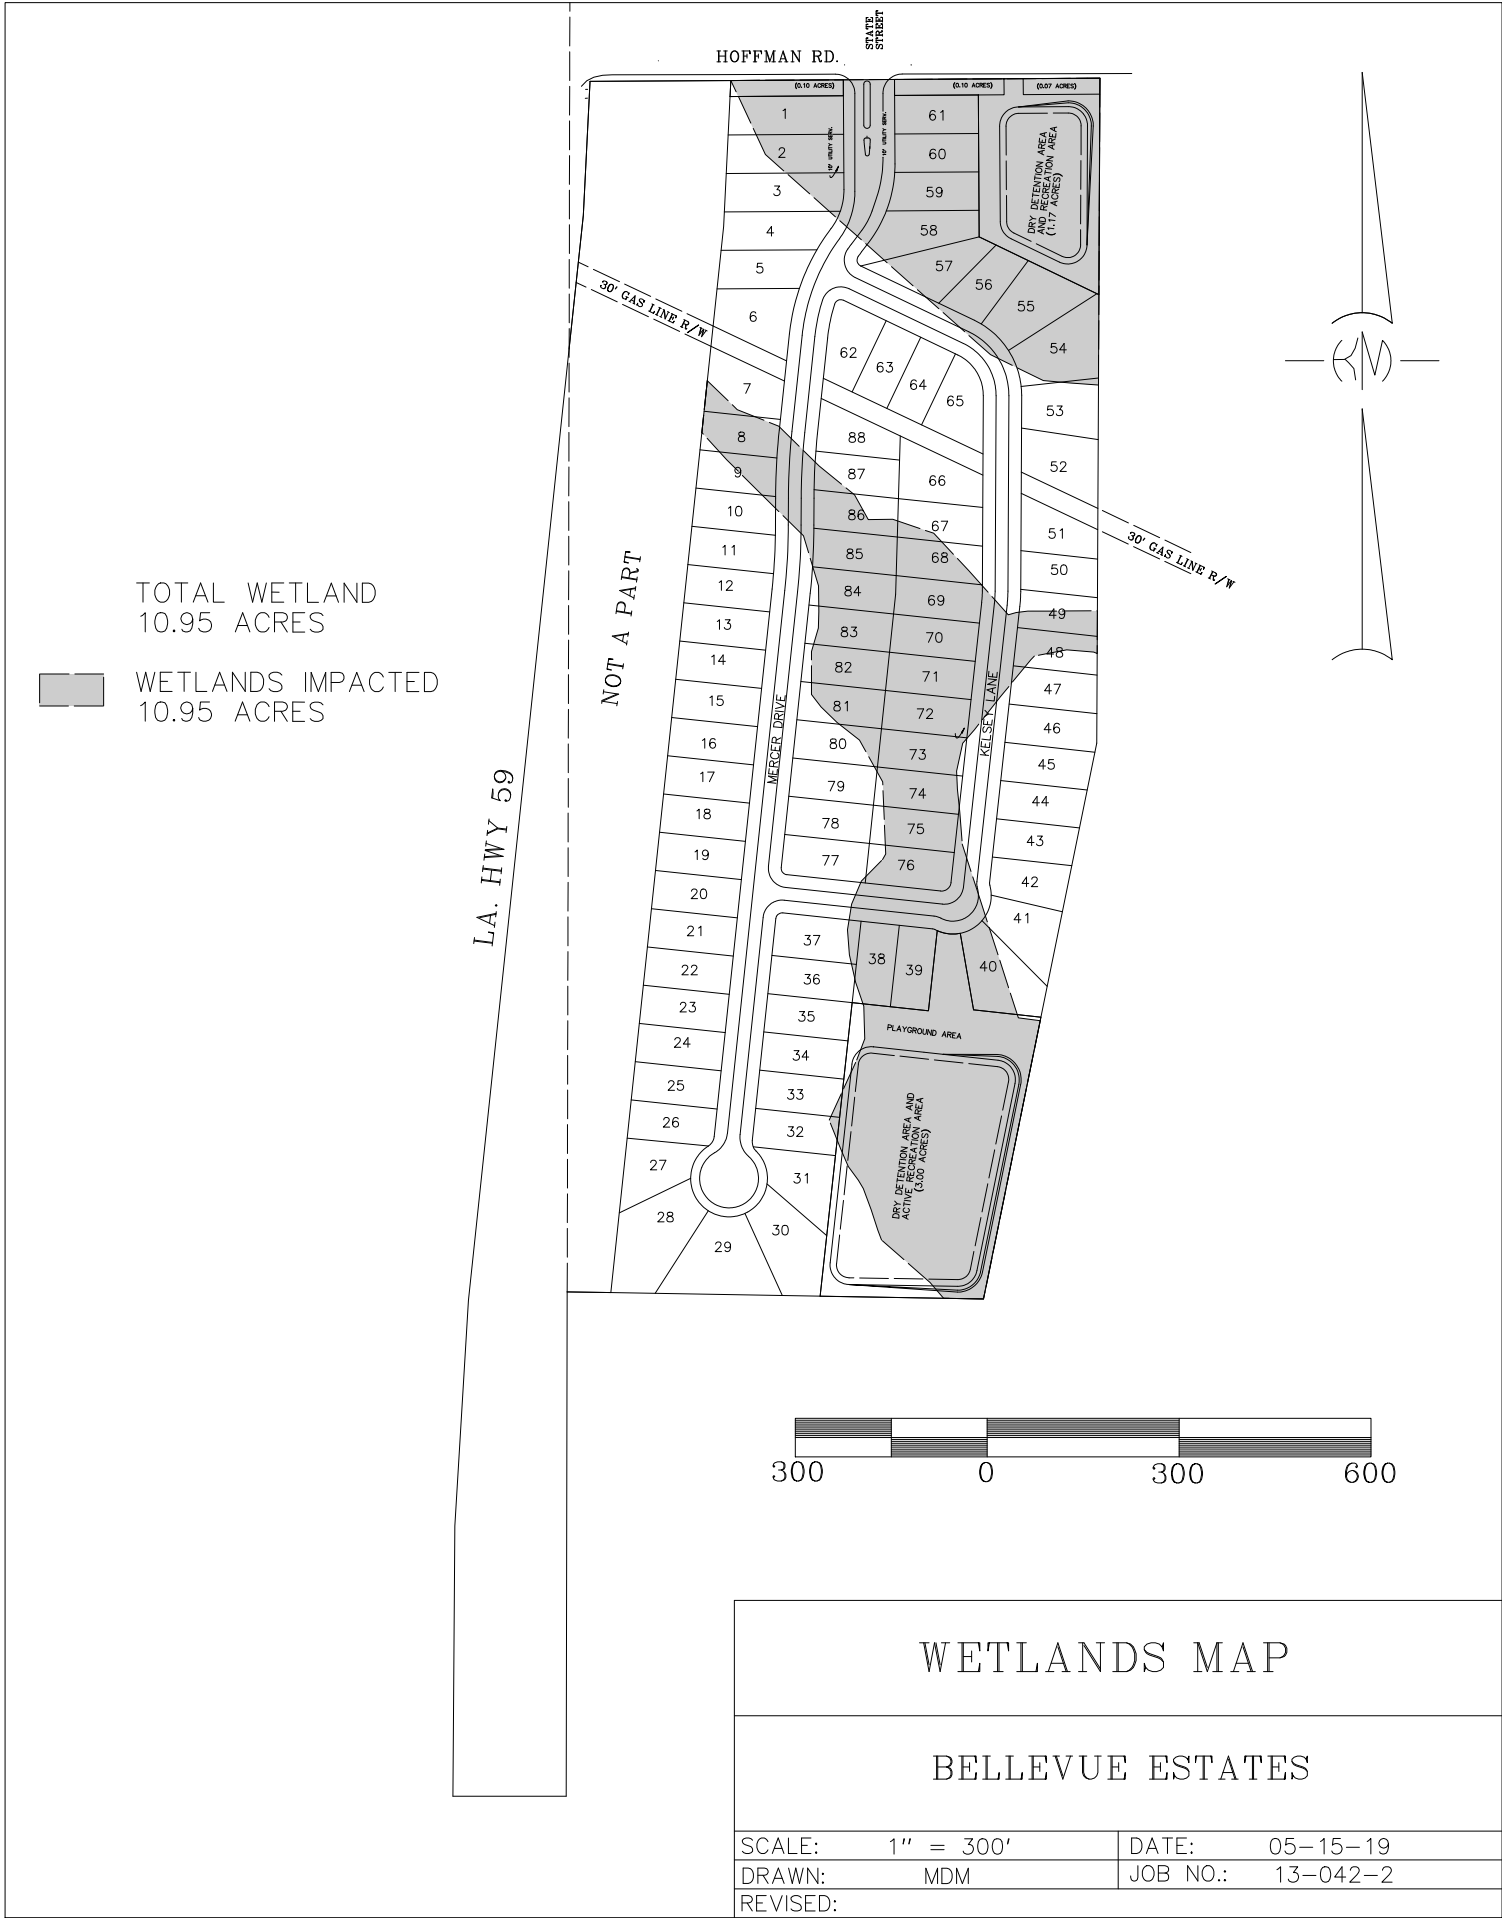 STATE
STREET
HOFFMAN RD.
(0.10 ACRES)
(0.10 ACRES)
(0.07 ACRES)
1
61
10' UTILITY SERV.
10' UTILITY SERV.
2
60
3
59
4
58
DRY DETENTION AREA
AND RECREATION AREA
(1.17 ACRES)
5
57
56
55
6
54
30' GAS LINE R/W
62
63
64
65
7
53
8
88
52
9
87
66
10
86
67
51
11
85
68
50
30' GAS LINE R/W
12
84
69
49
13
83
70
48
14
82
71
47
15
81
72
46
16
80
73
45
17
79
74
44
18
78
75
43
19
77
76
42
20
41
21
37
38
39
40
22
36
23
35
PLAYGROUND AREA
24
34
25
33
26
32
27
31
28
29
30
MERCER DRIVE
KELSEY LANE
NOT A PART
LA. HWY 59
DRY DETENTION AREA AND
ACTIVE RECREATION AREA
(3.00 ACRES)
TOTAL WETLAND
10.95 ACRES
WETLANDS IMPACTED
10.95 ACRES
300 0 300 600
WETLANDS MAP
BELLEVUE ESTATES
SCALE: 1" = 300' DATE: 05-15-19
DRAWN: MDM JOB NO.: 13-042-2
REVISED: